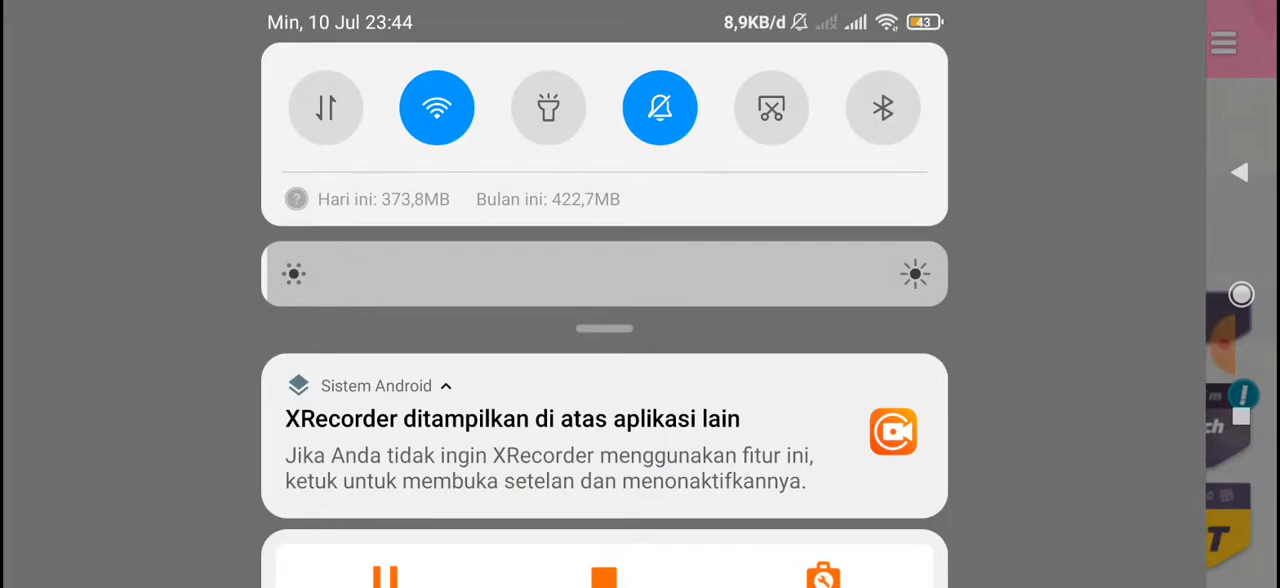 Min, 10 Jul 23:44
8,9KB/d
43
Hari ini: 373,8MB Bulan ini: 422,7MB
Sistem Android
XRecorder ditampilkan di atas aplikasi lain
Jika Anda tidak ingin XRecorder menggunakan fitur ini,
ketuk untuk membuka setelan dan menonaktifkannya.
m
ch
T